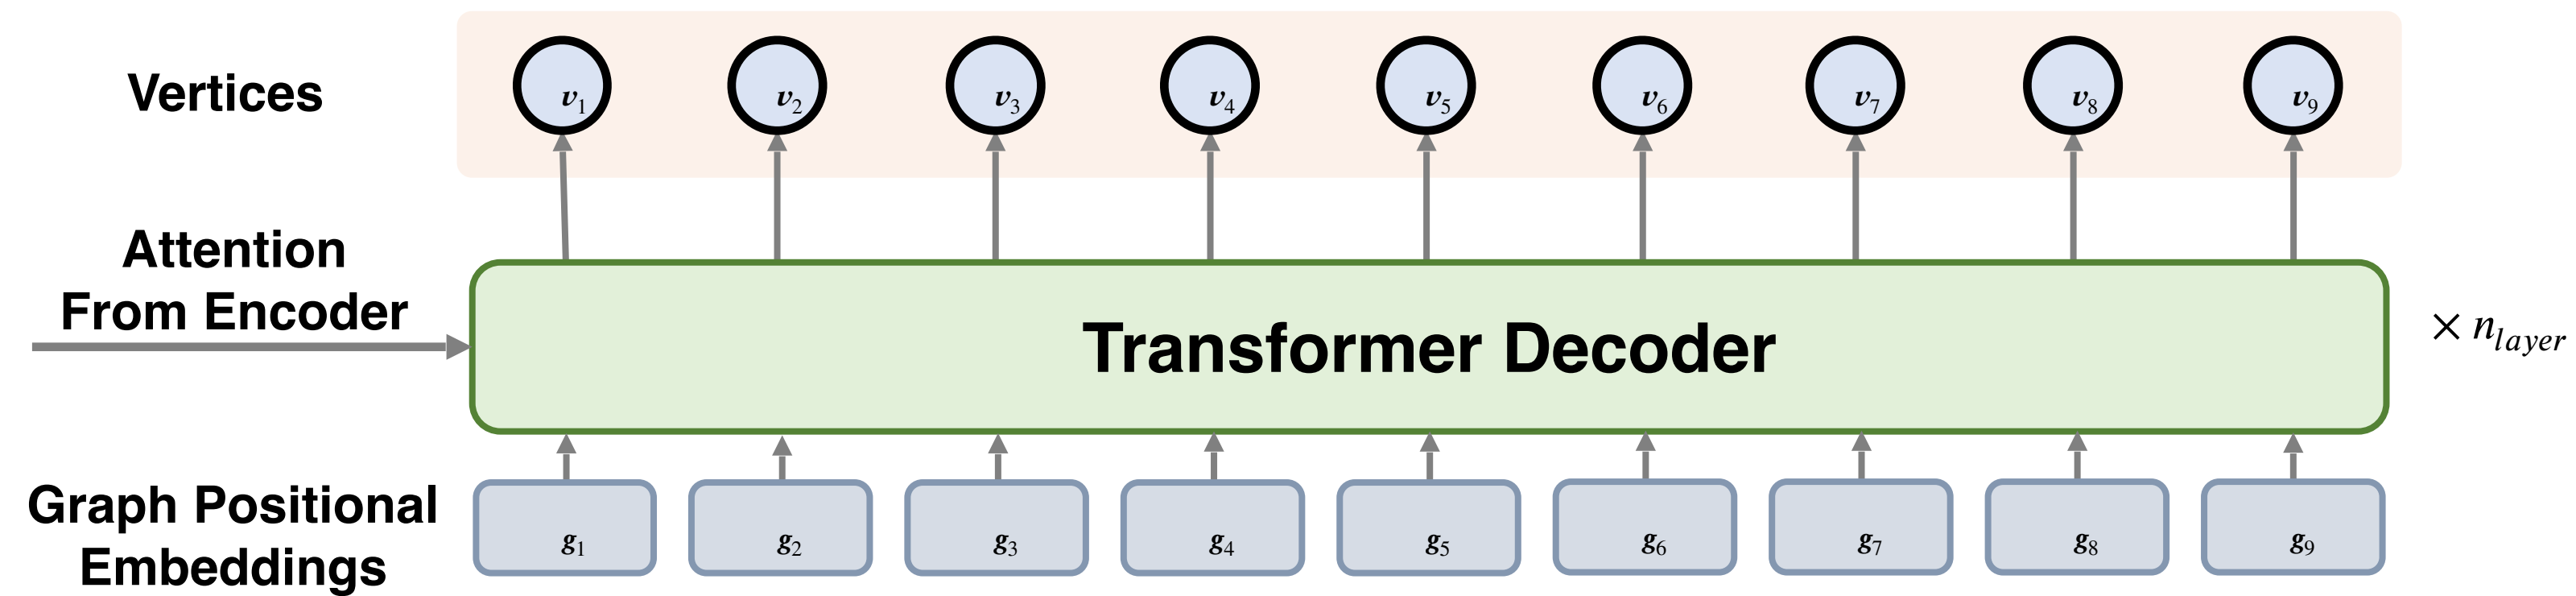 Vertices
v1 v2 v3 v4 v5 v6 v7 v8 v9
Attention
From Encoder
Transformer Decoder
× nlayer
Graph Positional
Embeddings
g1 g2 g3 g4 g5 g6 g7 g8 g9